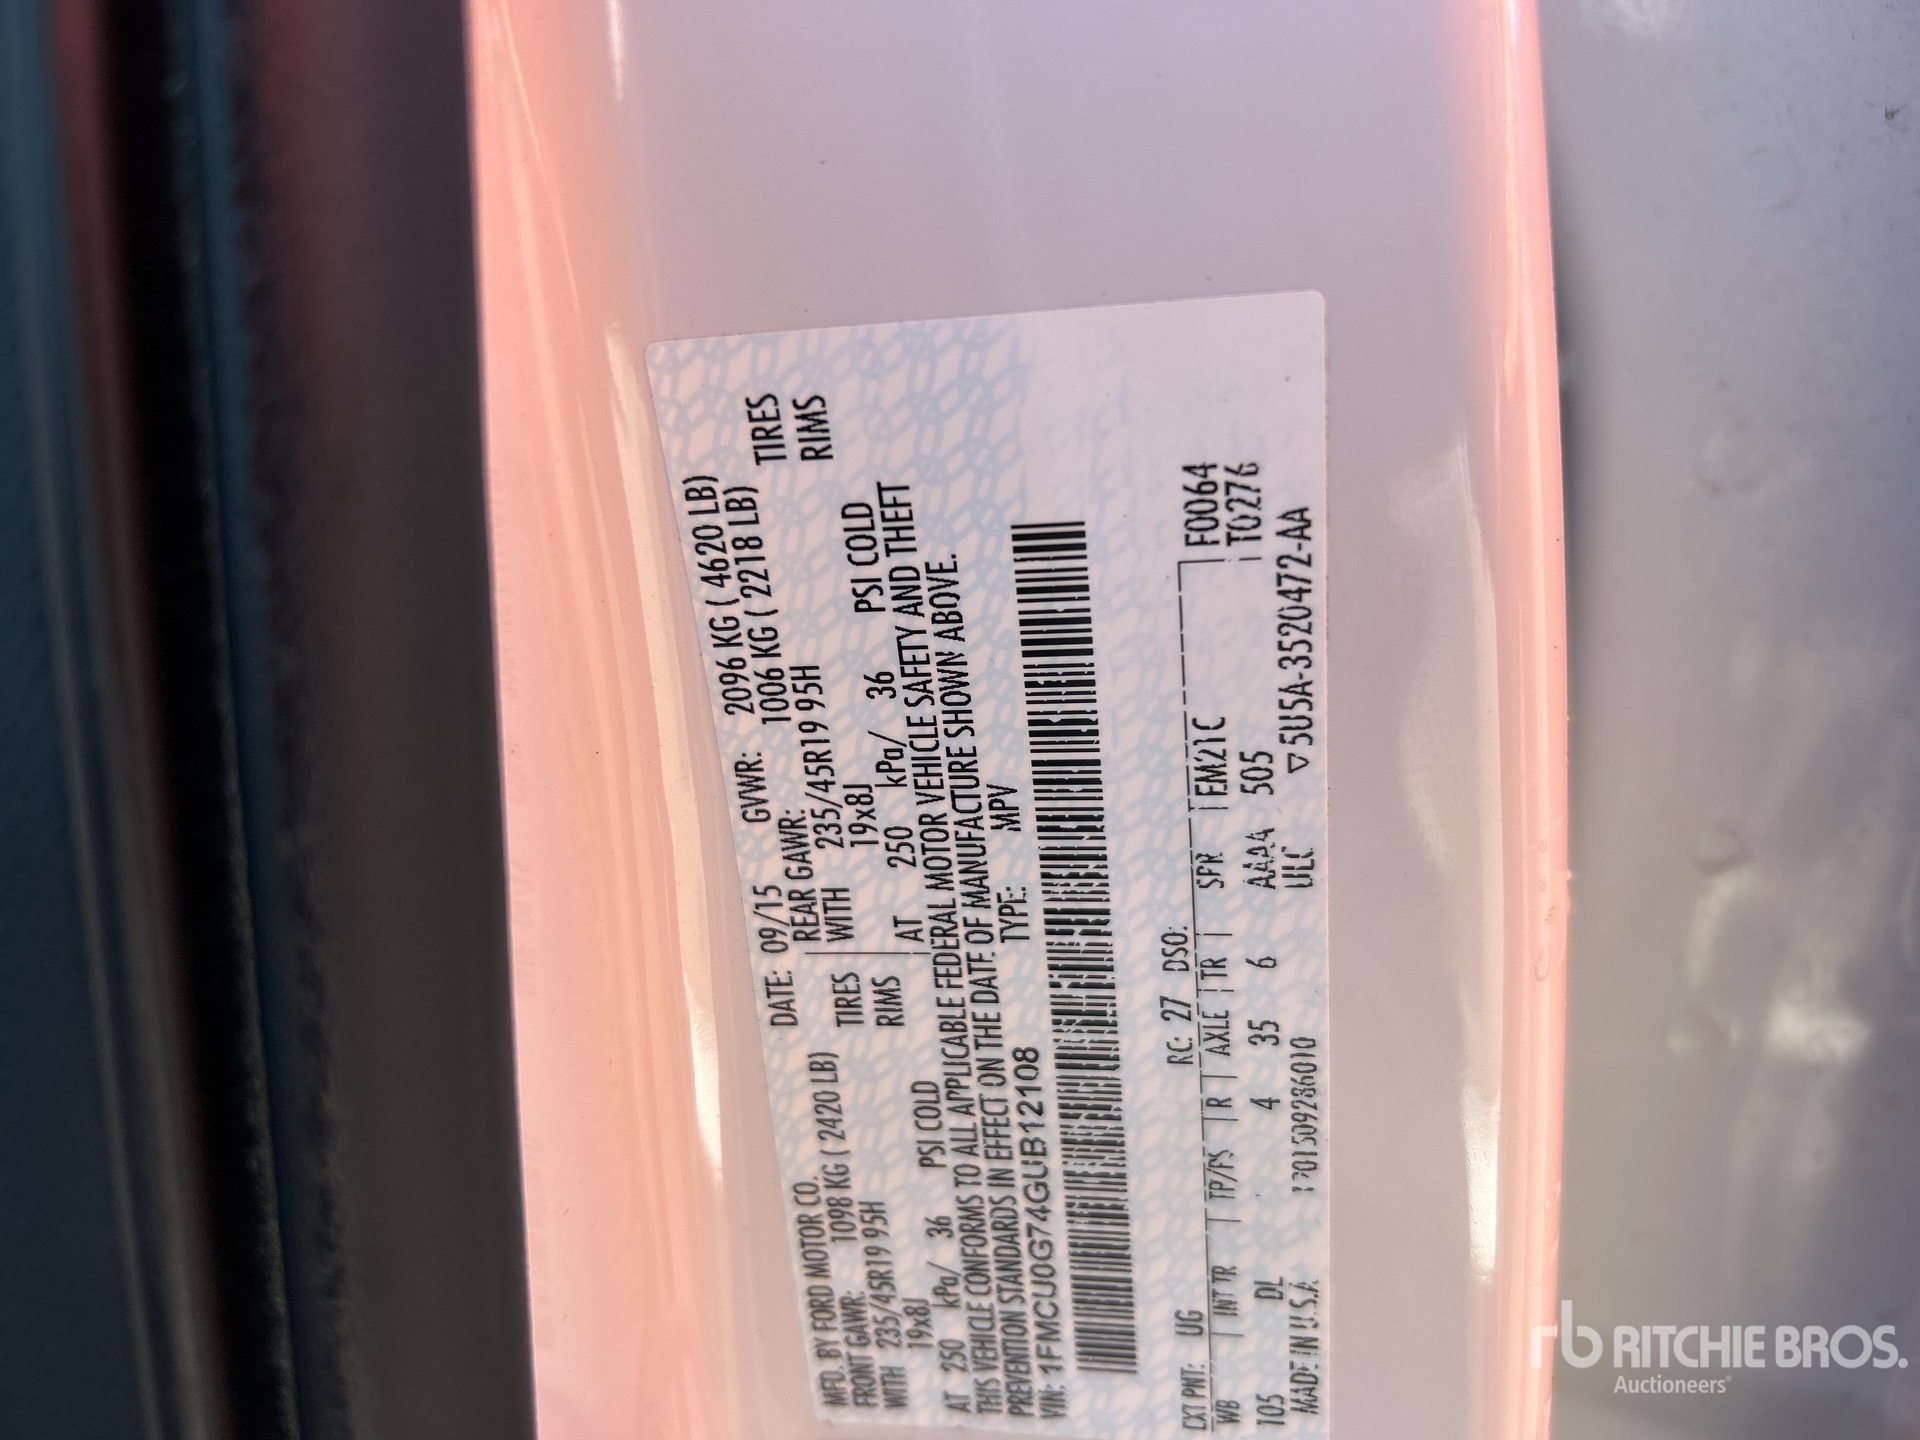 MFD. BY FORD MOTOR CO.
DATE: 09/15 GVWR: 2096 KG ( 4620 LB)
FRONT GAWR: 1098 KG ( 2420 LB) REAR GAWR: 1006 KG ( 2218 LB)
WITH 235/45R19 95H TIRES WITH 235/45R19 95H TIRES
19x8J RIMS 19x8J RIMS
AT 250 kPa/ 36 PSI COLD AT 250 kPa/ 36 PSI COLD
THIS VEHICLE CONFORMS TO ALL APPLICABLE FEDERAL MOTOR VEHICLE SAFETY AND THEFT
PREVENTION STANDARDS IN EFFECT ON THE DATE OF MANUFACTURE SHOWN ABOVE.
VIN: 1FMCU0G74GUB12108 TYPE: MPV
EXT PNT: UG RC: 27 DSO: F0064
WB INT TR TP/PS R AXLE TR SPR EM21C T0276
105 DL 4 35 6 AAA4 505
MADE IN U.S.A. ULC ▽5U5A-3520472-AA
RITCHIE BROS.
Auctioneers